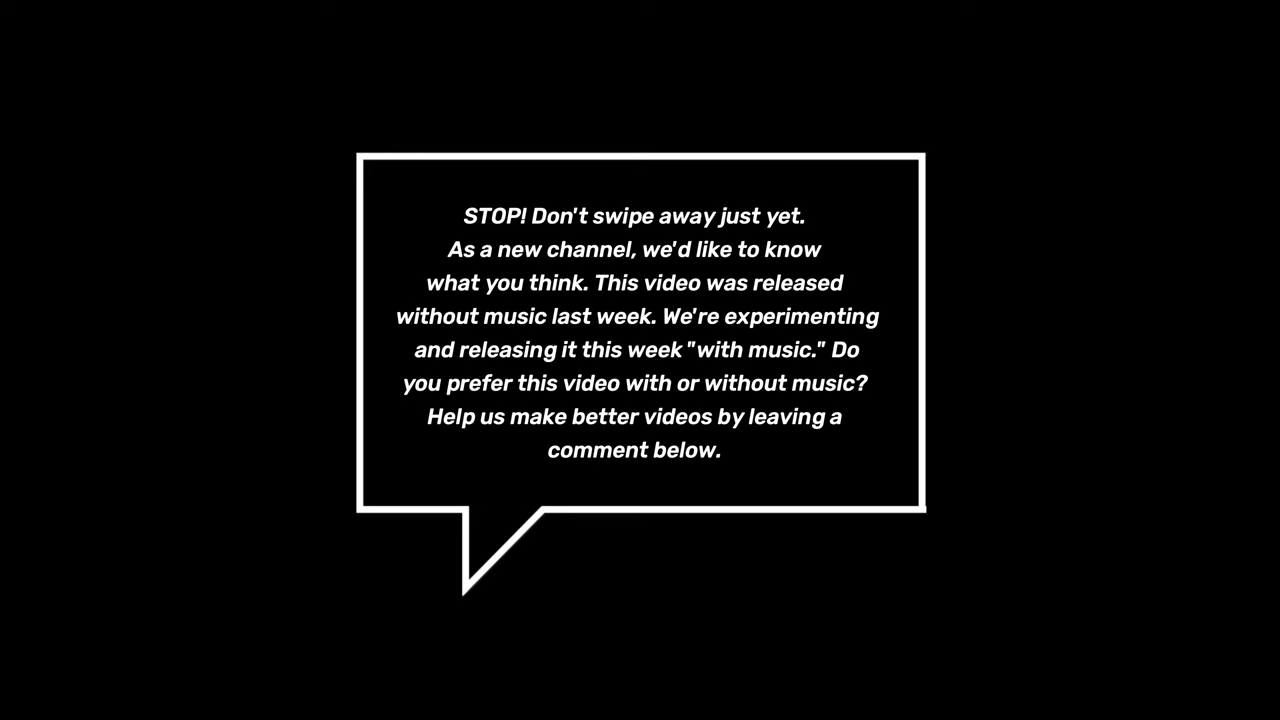 STOP! Don't swipe away just yet.
As a new channel, we'd like to know
what you think. This video was released
without music last week. We're experimenting
and releasing it this week "with music." Do
you prefer this video with or without music?
Help us make better videos by leaving a
comment below.